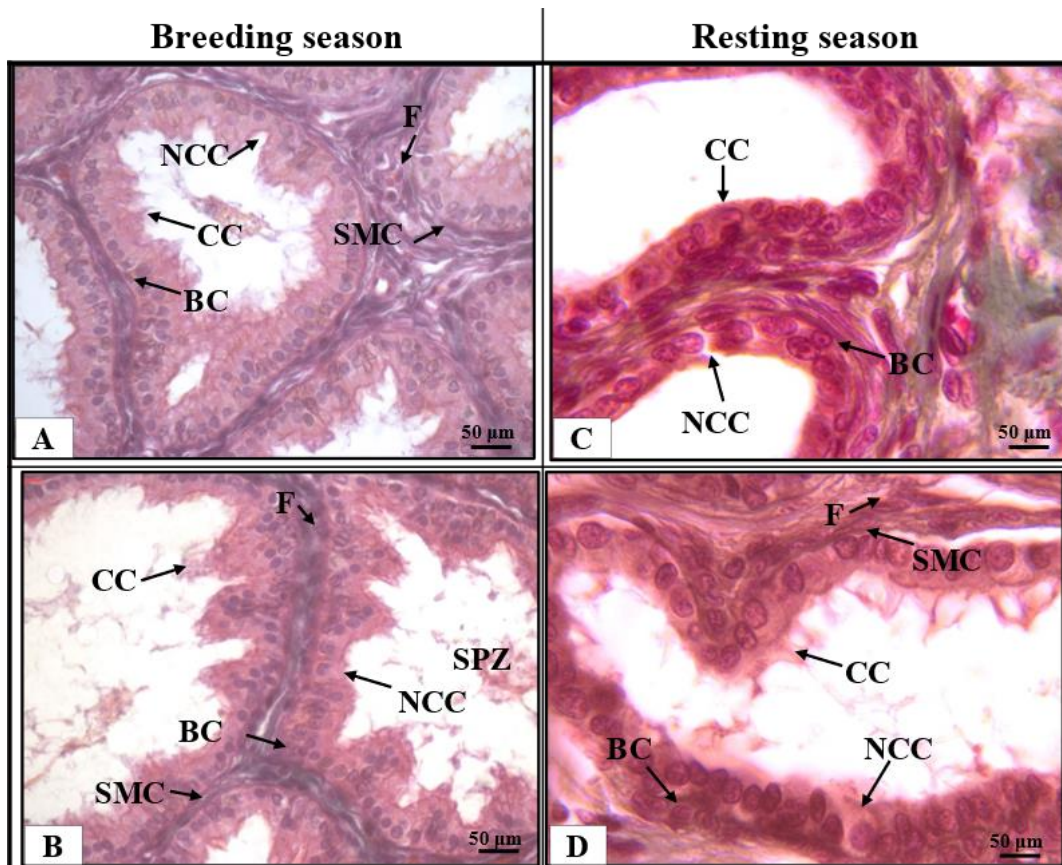 Breeding season
Resting season
NCC
F
CC
SMC
BC
A
50 µm
CC
BC
NCC
C
50 µm
F
CC
SPZ
NCC
BC
SMC
B
50 µm
F
SMC
CC
BC
NCC
D
50 µm